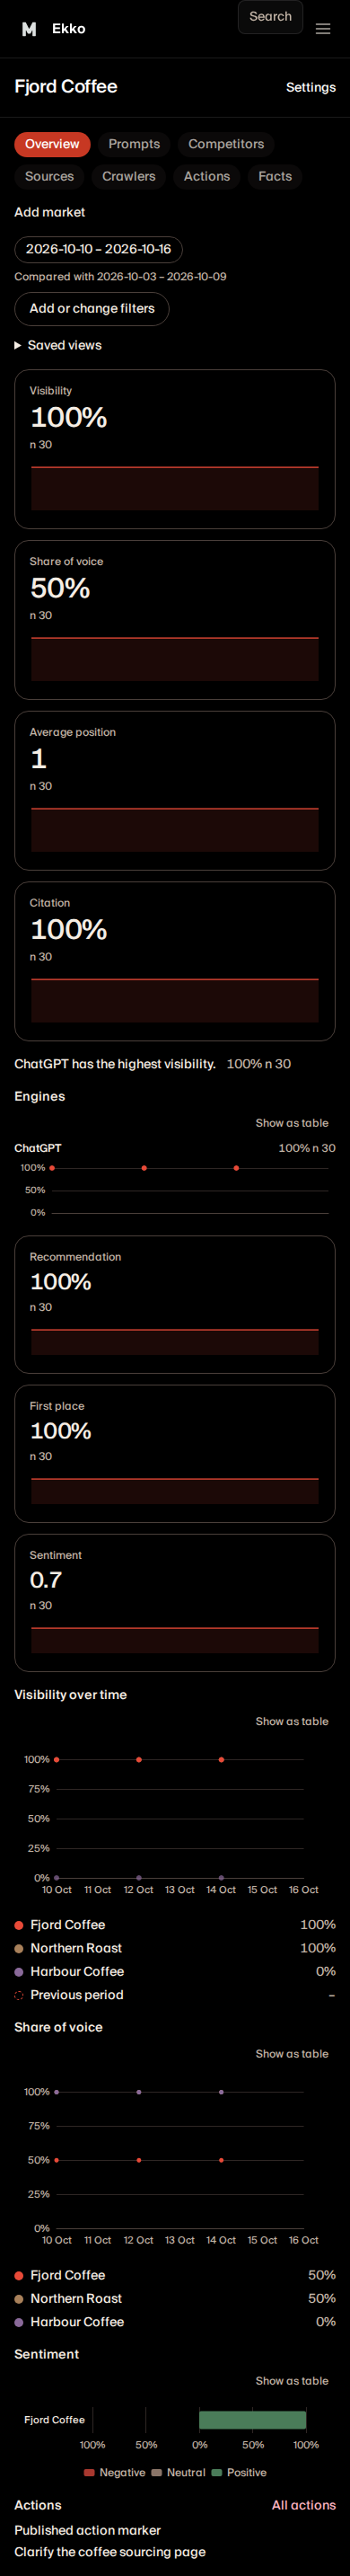 Search
Ekko
Fjord Coffee
Settings
Overview
Prompts
Competitors
Sources
Crawlers
Actions
Facts
Add market
2026-10-10 – 2026-10-16
Compared with 2026-10-03 – 2026-10-09
Add or change filters
Saved views
Visibility
100%
n 30
Share of voice
50%
n 30
Average position
1
n 30
Citation
100%
n 30
ChatGPT has the highest visibility. 100% n 30
Engines
Show as table
ChatGPT 100% n 30
100%
50%
0%
Recommendation
100%
n 30
First place
100%
n 30
Sentiment
0.7
n 30
Visibility over time
Show as table
100%
75%
50%
25%
0%
10 Oct 11 Oct 12 Oct 13 Oct 14 Oct 15 Oct 16 Oct
Fjord Coffee 100%
Northern Roast 100%
Harbour Coffee 0%
Previous period –
Share of voice
Show as table
100%
75%
50%
25%
0%
10 Oct 11 Oct 12 Oct 13 Oct 14 Oct 15 Oct 16 Oct
Fjord Coffee 50%
Northern Roast 50%
Harbour Coffee 0%
Sentiment
Show as table
Fjord Coffee
100% 50% 0% 50% 100%
Negative Neutral Positive
Actions All actions
Published action marker
Clarify the coffee sourcing page